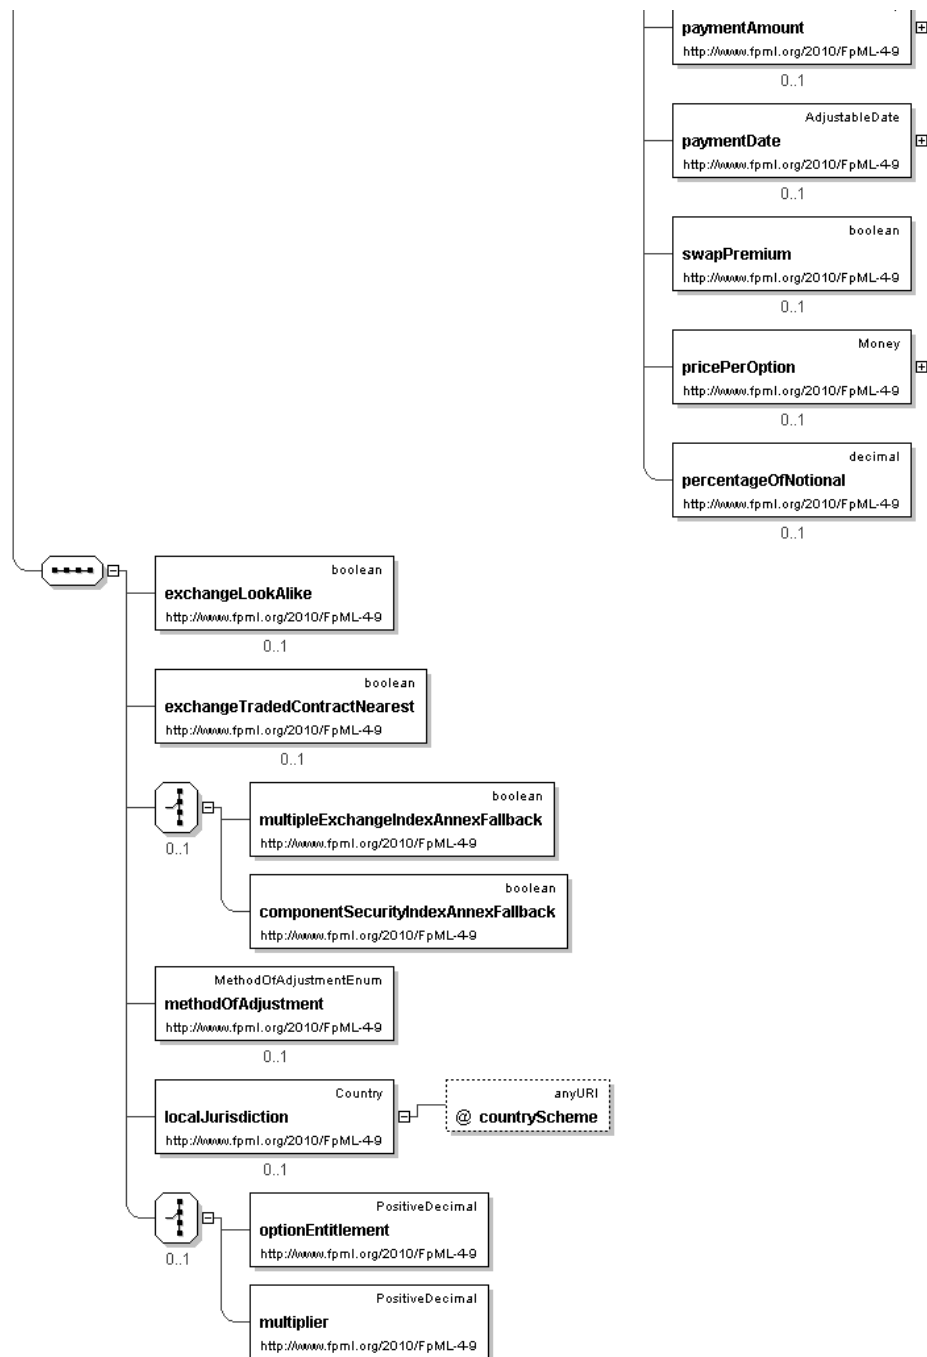 paymentAmount
http://www.fpml.org/2010/FpML-4-9
0..1
AdjustableDate
paymentDate
http://www.fpml.org/2010/FpML-4-9
0..1
boolean
swapPremium
http://www.fpml.org/2010/FpML-4-9
0..1
Money
pricePerOption
http://www.fpml.org/2010/FpML-4-9
0..1
decimal
percentageOfNotional
http://www.fpml.org/2010/FpML-4-9
0..1
boolean
exchangeLookAlike
http://www.fpml.org/2010/FpML-4-9
0..1
boolean
exchangeTradedContractNearest
http://www.fpml.org/2010/FpML-4-9
0..1
0..1
boolean
multipleExchangeIndexAnnexFallback
http://www.fpml.org/2010/FpML-4-9
boolean
componentSecurityIndexAnnexFallback
http://www.fpml.org/2010/FpML-4-9
MethodOfAdjustmentEnum
methodOfAdjustment
http://www.fpml.org/2010/FpML-4-9
0..1
Country
localJurisdiction
http://www.fpml.org/2010/FpML-4-9
0..1
anyURI
@ countryScheme
0..1
PositiveDecimal
optionEntitlement
http://www.fpml.org/2010/FpML-4-9
PositiveDecimal
multiplier
http://www.fpml.org/2010/FpML-4-9